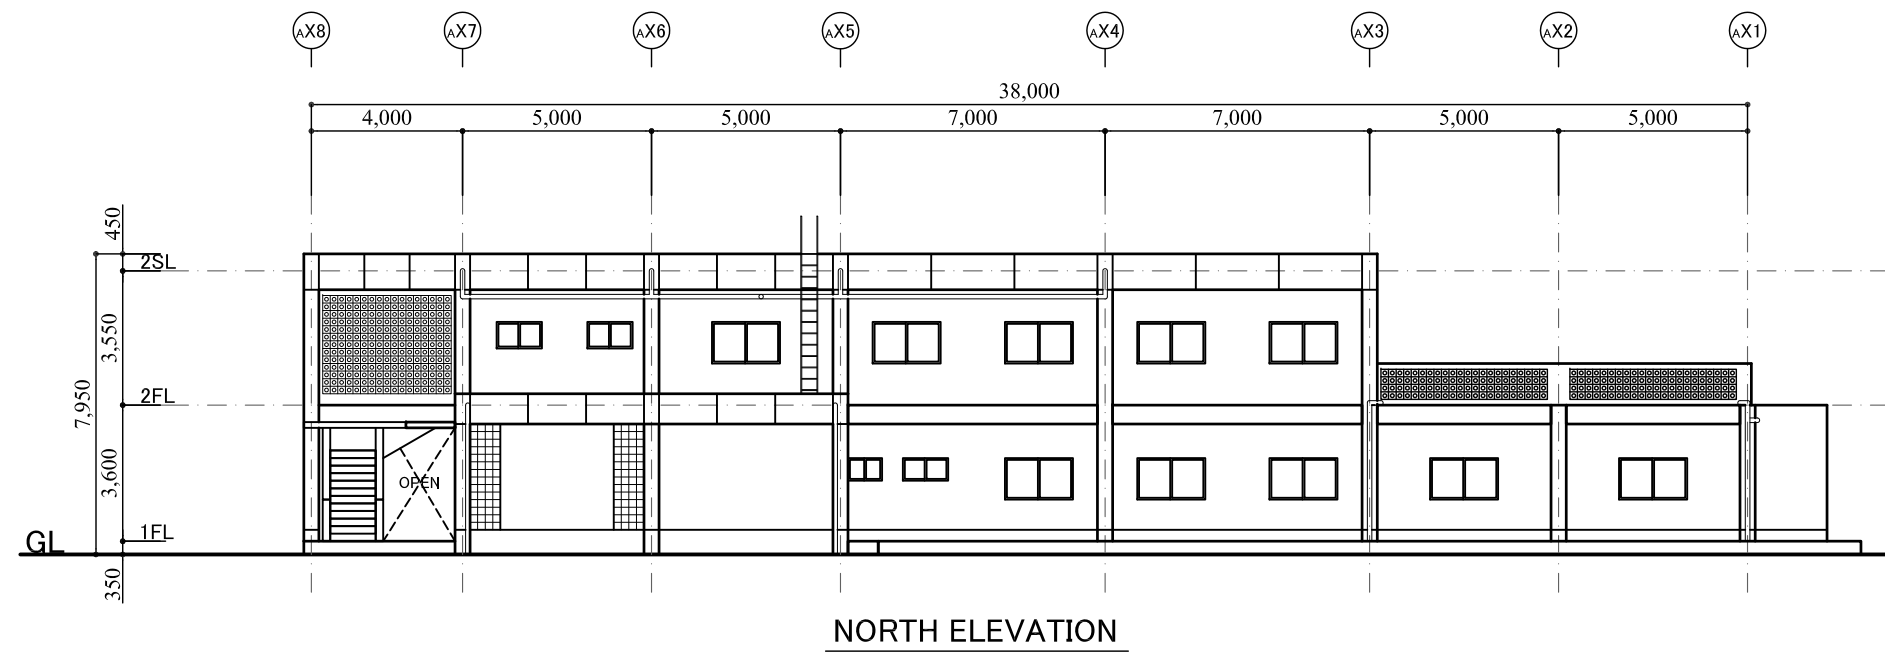 AX8 AX7 AX6 AX5 AX4 AX3 AX2 AX1
38,000
4,000 5,000 5,000 7,000 7,000 5,000 5,000
450
2SL
3,550
7,950
2FL
3,600
OPEN
1FL
GL
350
NORTH ELEVATION